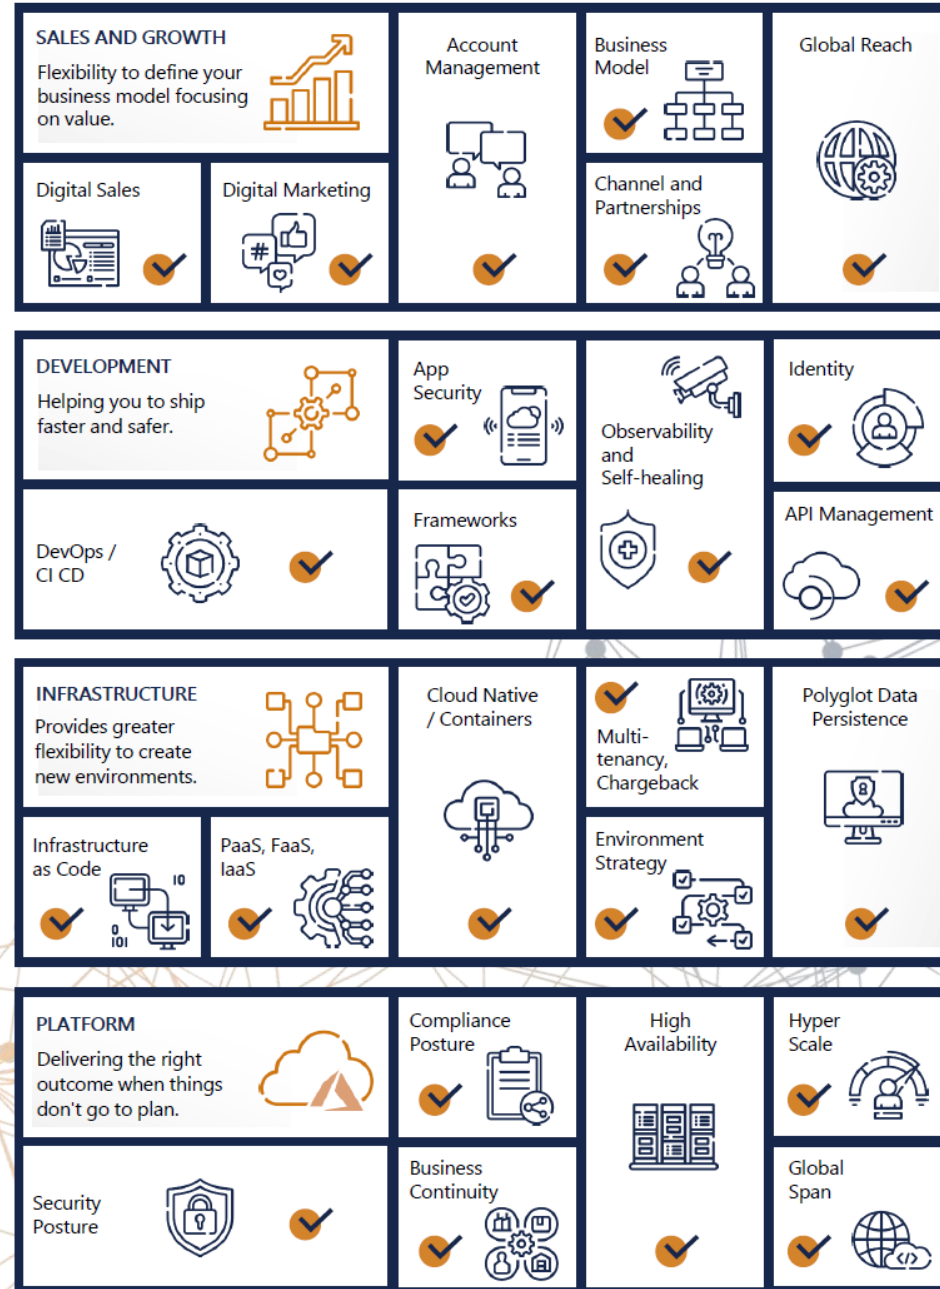 SALES AND GROWTH
Flexibility to define your
business model focusing
on value.
Account
Management
Business
Model
Global Reach
Digital Sales
Digital Marketing
#
Channel and
Partnerships
DEVELOPMENT
Helping you to ship
faster and safer.
App
Security
Observability
and
Self-healing
Identity
DevOps /
CI CD
Frameworks
API Management
INFRASTRUCTURE
Provides greater
flexibility to create
new environments.
Cloud Native
/ Containers
Multi-
tenancy,
Chargeback
Polyglot Data
Persistence
Infrastructure
as Code
10
0
101
PaaS, FaaS,
IaaS
Environment
Strategy
PLATFORM
Delivering the right
outcome when things
don't go to plan.
Compliance
Posture
High
Availability
Hyper
Scale
Security
Posture
Business
Continuity
Global
Span
</>